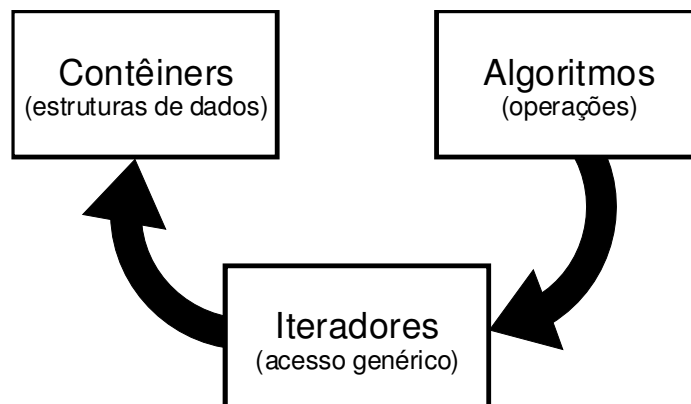 Contêiners
(estruturas de dados)
Algoritmos
(operações)
Iteradores
(acesso genérico)